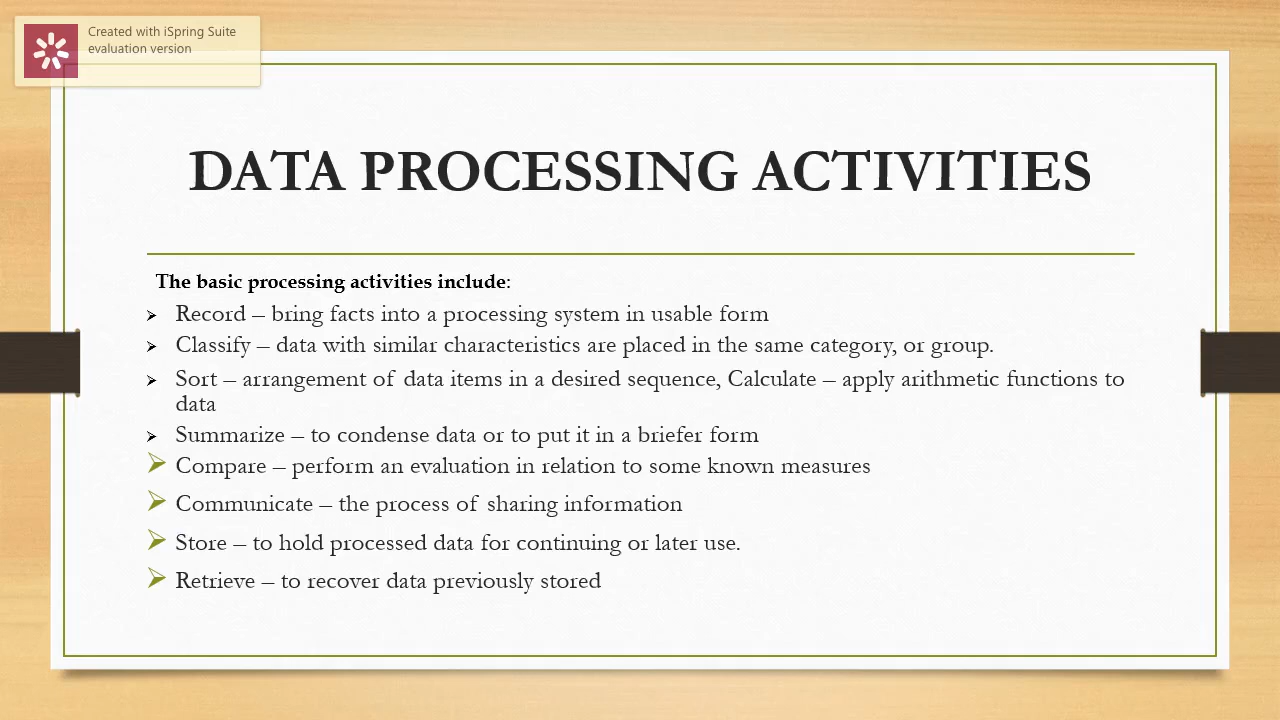 Created with iSpring Suite
evaluation version
DATA PROCESSING ACTIVITIES
The basic processing activities include:
Record – bring facts into a processing system in usable form
Classify – data with similar characteristics are placed in the same category, or group.
Sort – arrangement of data items in a desired sequence, Calculate – apply arithmetic functions to
data
Summarize – to condense data or to put it in a briefer form
Compare – perform an evaluation in relation to some known measures
Communicate – the process of sharing information
Store – to hold processed data for continuing or later use.
Retrieve – to recover data previously stored